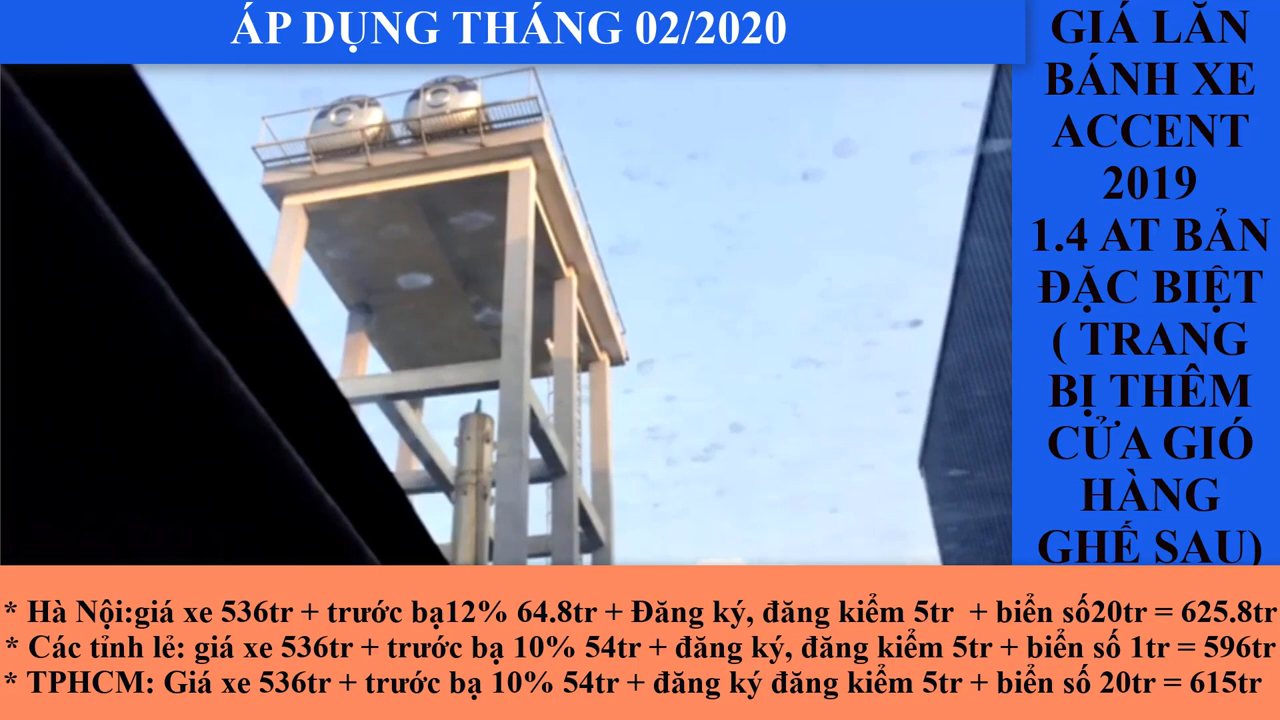 ÁP DỤNG THÁNG 02/2020
GIÁ LĂN
BÁNH XE
ACCENT
2019
1.4 AT BẢN
ĐẶC BIỆT
( TRANG
BỊ THÊM
CỬA GIÓ
HÀNG
GHẾ SAU)
* Hà Nội:giá xe 536tr + trước bạ12% 64.8tr + Đăng ký, đăng kiểm 5tr + biển số20tr = 625.8tr
* Các tỉnh lẻ: giá xe 536tr + trước bạ 10% 54tr + đăng ký, đăng kiểm 5tr + biển số 1tr = 596tr
* TPHCM: Giá xe 536tr + trước bạ 10% 54tr + đăng ký đăng kiểm 5tr + biển số 20tr = 615tr